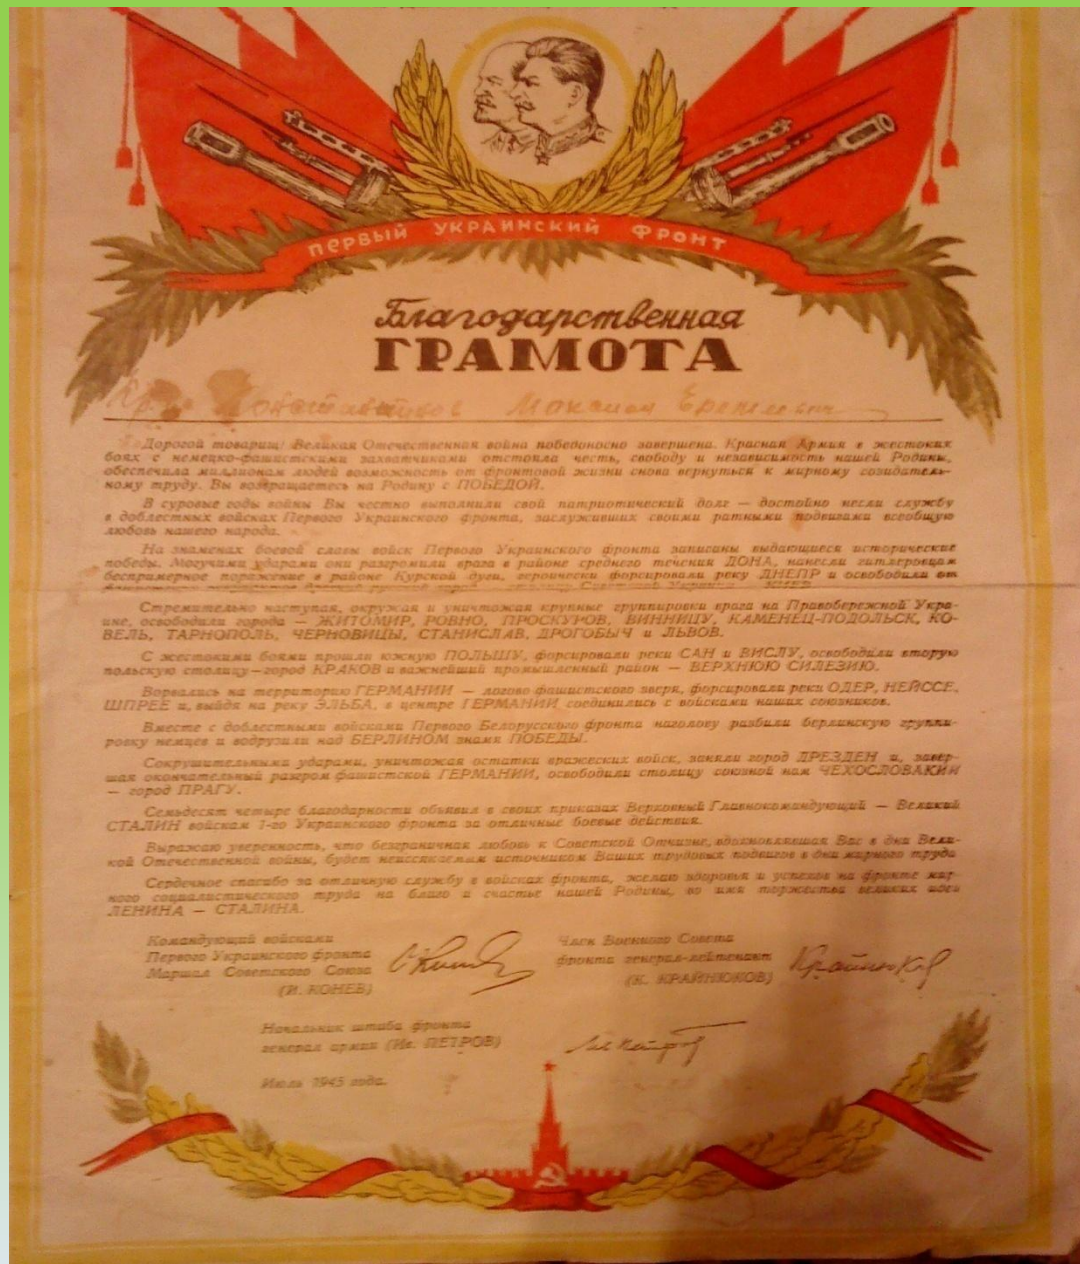 ПЕРВЫЙ УКРАИНСКИЙ ФРОНТ
Благодарственная
ГРАМОТА
Дорогой товарищ! Великая Отечественная война победоносно завершена. Красная Армия в жестоких
боях с немецко-фашистскими захватчиками отстояла честь, свободу и независимость нашей Родины,
обеспечила миллионам людей возможность от фронтовой жизни снова вернуться к мирному созидатель-
ному труду. Вы возвращаетесь на Родину с ПОБЕДОЙ.
В суровые годы войны Вы честно выполнили свой патриотический долг — достойно несли службу
в доблестных войсках Первого Украинского фронта, заслуживших своими ратными подвигами всеобщую
любовь нашего народа.
На знаменах боевой славы войск Первого Украинского фронта записаны выдающиеся исторические
победы. Могучими ударами они разгромили врага в районе среднего течения ДОНА, нанесли гитлеровцам
беспримерное поражение в районе Курской дуги, героически форсировали реку ДНЕПР и освободили от
Стремительно наступая, окружая и уничтожая крупные группировки врага на Правобережной Укра-
ине, освободили города — ЖИТОМИР, РОВНО, ПРОСКУРОВ, ВИННИЦУ, КАМЕНЕЦ-ПОДОЛЬСК, КО-
ВЕЛЬ, ТАРНОПОЛЬ, ЧЕРНОВИЦЫ, СТАНИСЛАВ, ДРОГОБЫЧ и ЛЬВОВ.
С жестокими боями прошли южную ПОЛЬШУ, форсировали реки САН и ВИСЛУ, освободили вторую
польскую столицу—город КРАКОВ и важнейший промышленный район — ВЕРХНЮЮ СИЛЕЗИЮ.
Ворвались на территорию ГЕРМАНИИ — логово фашистского зверя, форсировали реки ОДЕР, НЕЙССЕ,
ШПРЕЕ и, выйдя на реку ЭЛЬБА, в центре ГЕРМАНИИ соединились с войсками наших союзников.
Вместе с доблестными войсками Первого Белорусского фронта наголову разбили берлинскую группи-
ровку немцев и водрузили над БЕРЛИНОМ знамя ПОБЕДЫ.
Сокрушительными ударами, уничтожая остатки вражеских войск, заняли город ДРЕЗДЕН и, завер-
шая окончательный разгром фашистской ГЕРМАНИИ, освободили столицу союзной нам ЧЕХОСЛОВАКИИ
— город ПРАГУ.
Семьдесят четыре благодарности объявил в своих приказах Верховный Главнокомандующий — Великий
СТАЛИН войскам 1-го Украинского фронта за отличные боевые действия.
Выражаю уверенность, что безграничная любовь к Советской Отчизне, вдохновлявшая Вас в дни Вели-
кой Отечественной войны, будет неиссякаемым источником Ваших трудовых подвигов в дни мирного труда
Сердечное спасибо за отличную службу в войсках фронта, желаю здоровья и успехов на фронте мир-
ного социалистического труда на благо и счастье нашей Родины, во имя торжества великих идей
ЛЕНИНА — СТАЛИНА.
Командующий войсками
Первого Украинского фронта
Маршал Советского Союза
(И. КОНЕВ)
Член Военного Совета
фронта генерал-лейтенант
(К. КРАЙНЮКОВ)
Крайнюков
Начальник штаба фронта
генерал армии (Ив. ПЕТРОВ)
Ив Петров
Июль 1945 года.